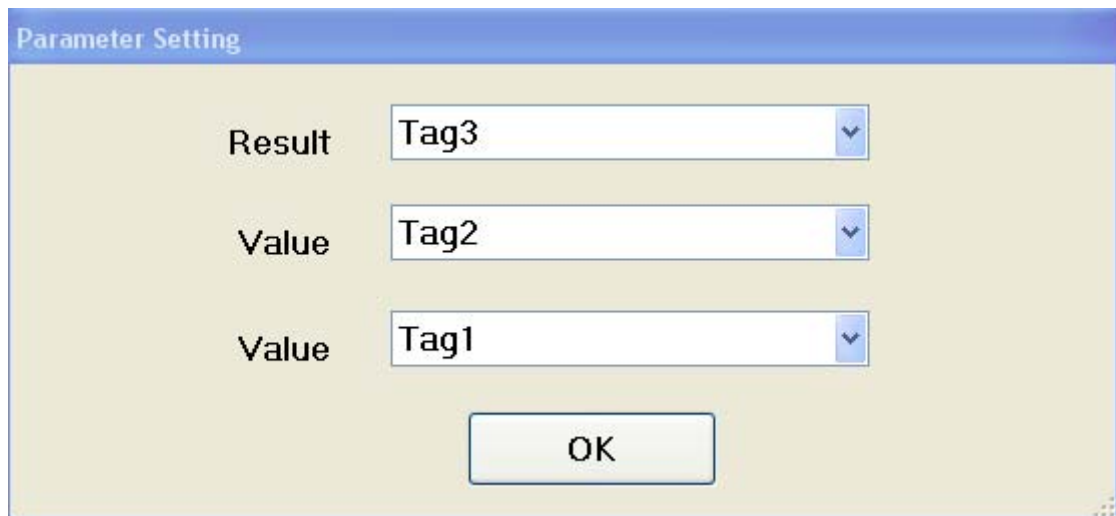 Parameter Setting
Result Tag3
Value Tag2
Value Tag1
OK